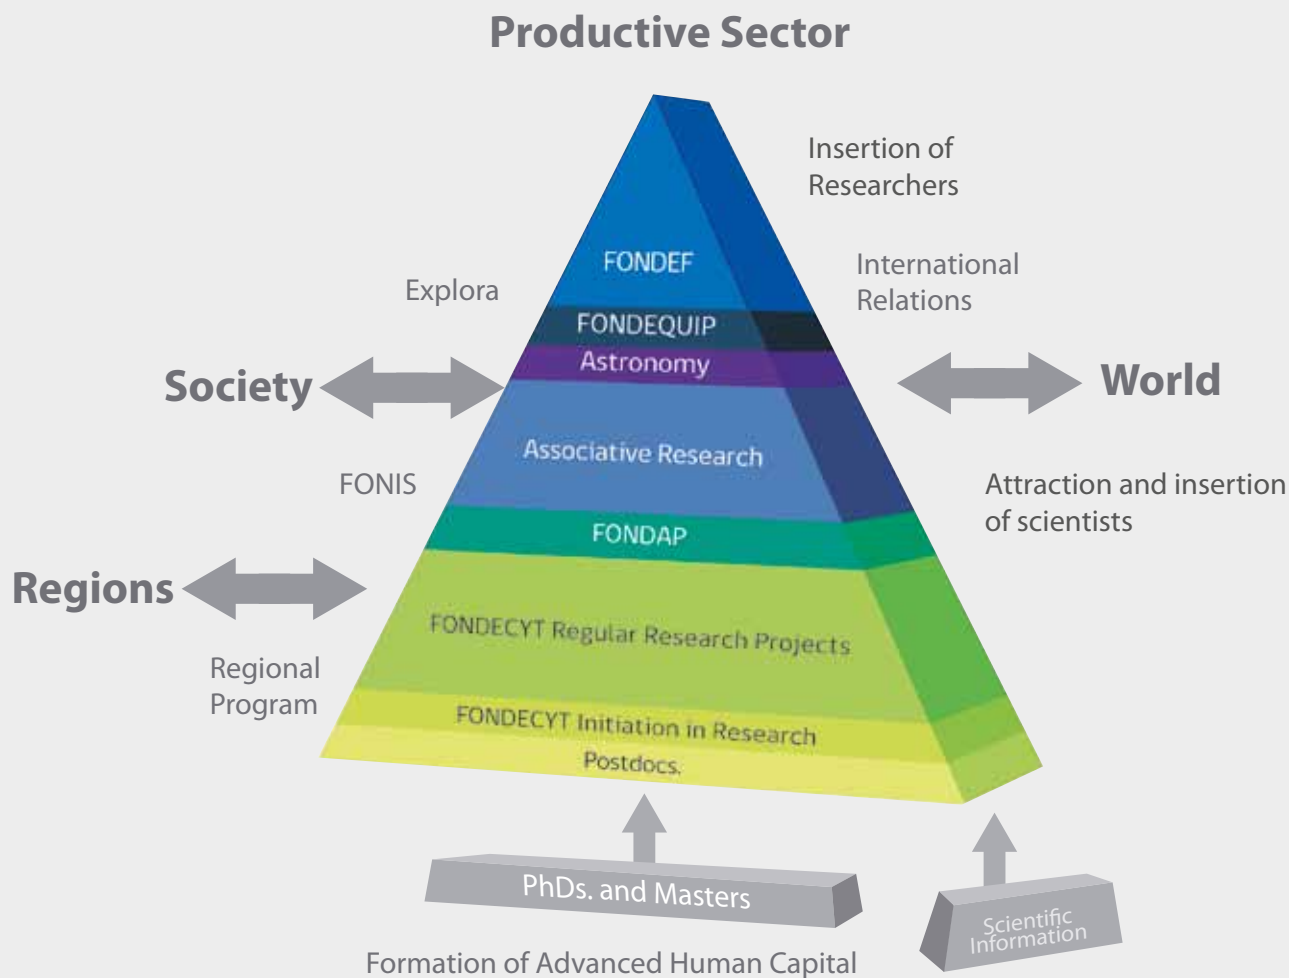 Productive Sector
Insertion of
Researchers
FONDEF
International
Relations
Explora
FONDEQUIP
Astronomy
Society
World
Associative Research
FONIS
Attraction and insertion
of scientists
FONDAP
Regions
FONDECYT Regular Research Projects
Regional
Program
FONDECYT Initiation in Research
Postdocs.
PhDs. and Masters
Scientific
Information
Formation of Advanced Human Capital